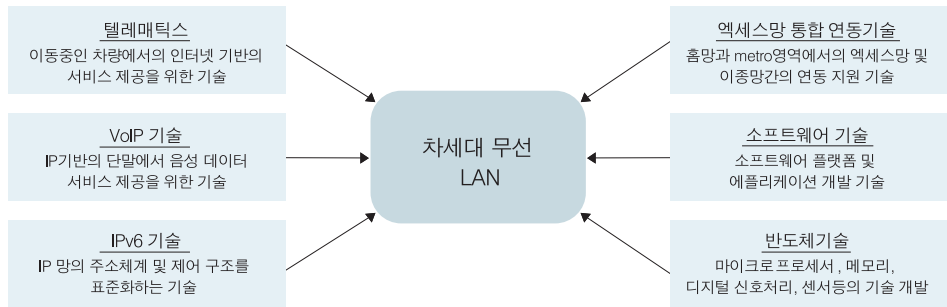 텔레매틱스
이동중인 차량에서의 인터넷 기반의
서비스 제공을 위한 기술
VoIP 기술
IP기반의 단말에서 음성 데이터
서비스 제공을 위한 기술
IPv6 기술
IP 망의 주소체계 및 제어 구조를
표준화하는 기술
차세대 무선
LAN
엑세스망 통합 연동기술
홈망과 metro영역에서의 엑세스망 및
이종망간의 연동 지원 기술
소프트웨어 기술
소프트웨어 플랫폼 및
에플리케이션 개발 기술
반도체기술
마이크로프로세서 , 메모리,
디지털 신호처리, 센서등의 기술 개발